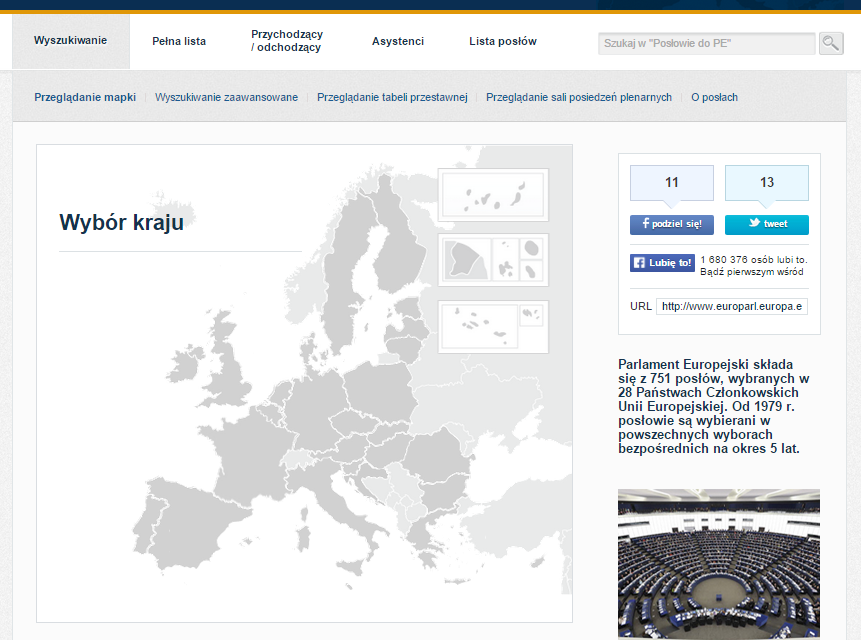 Wyszukiwanie
Pełna lista
Przychodzący
/ odchodzący
Asystenci
Lista posłów
Szukaj w "Posłowie do PE"
Przeglądanie mapki
Wyszukiwanie zaawansowane
Przeglądanie tabeli przestawnej
Przeglądanie sali posiedzeń plenarnych
O posłach
Wybór kraju
11
13
podziel się!
tweet
Lubię to!
1 680 376 osób lubi to.
Bądź pierwszym wśród
URL
http://www.europarl.europa.e
Parlament Europejski składa
się z 751 posłów, wybranych w
28 Państwach Członkowskich
Unii Europejskiej. Od 1979 r.
posłowie są wybierani w
powszechnych wyborach
bezpośrednich na okres 5 lat.